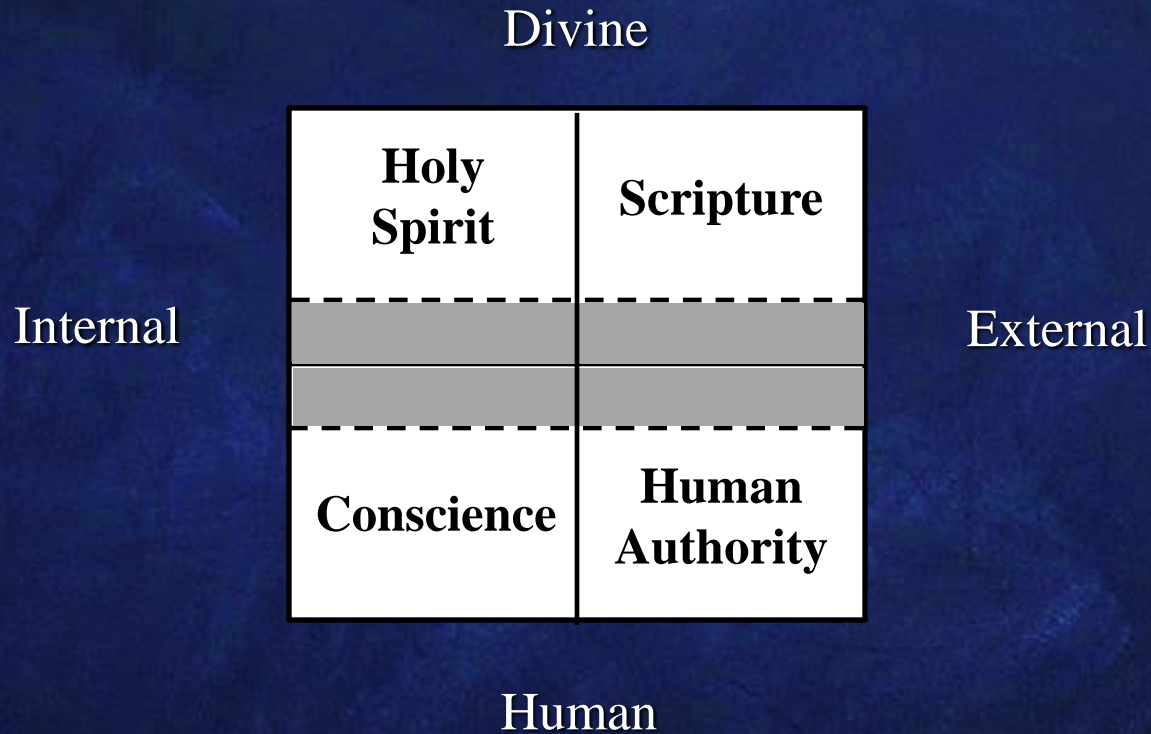 Divine
Holy
Spirit
Scripture
Internal
External
Conscience
Human
Authority
Human